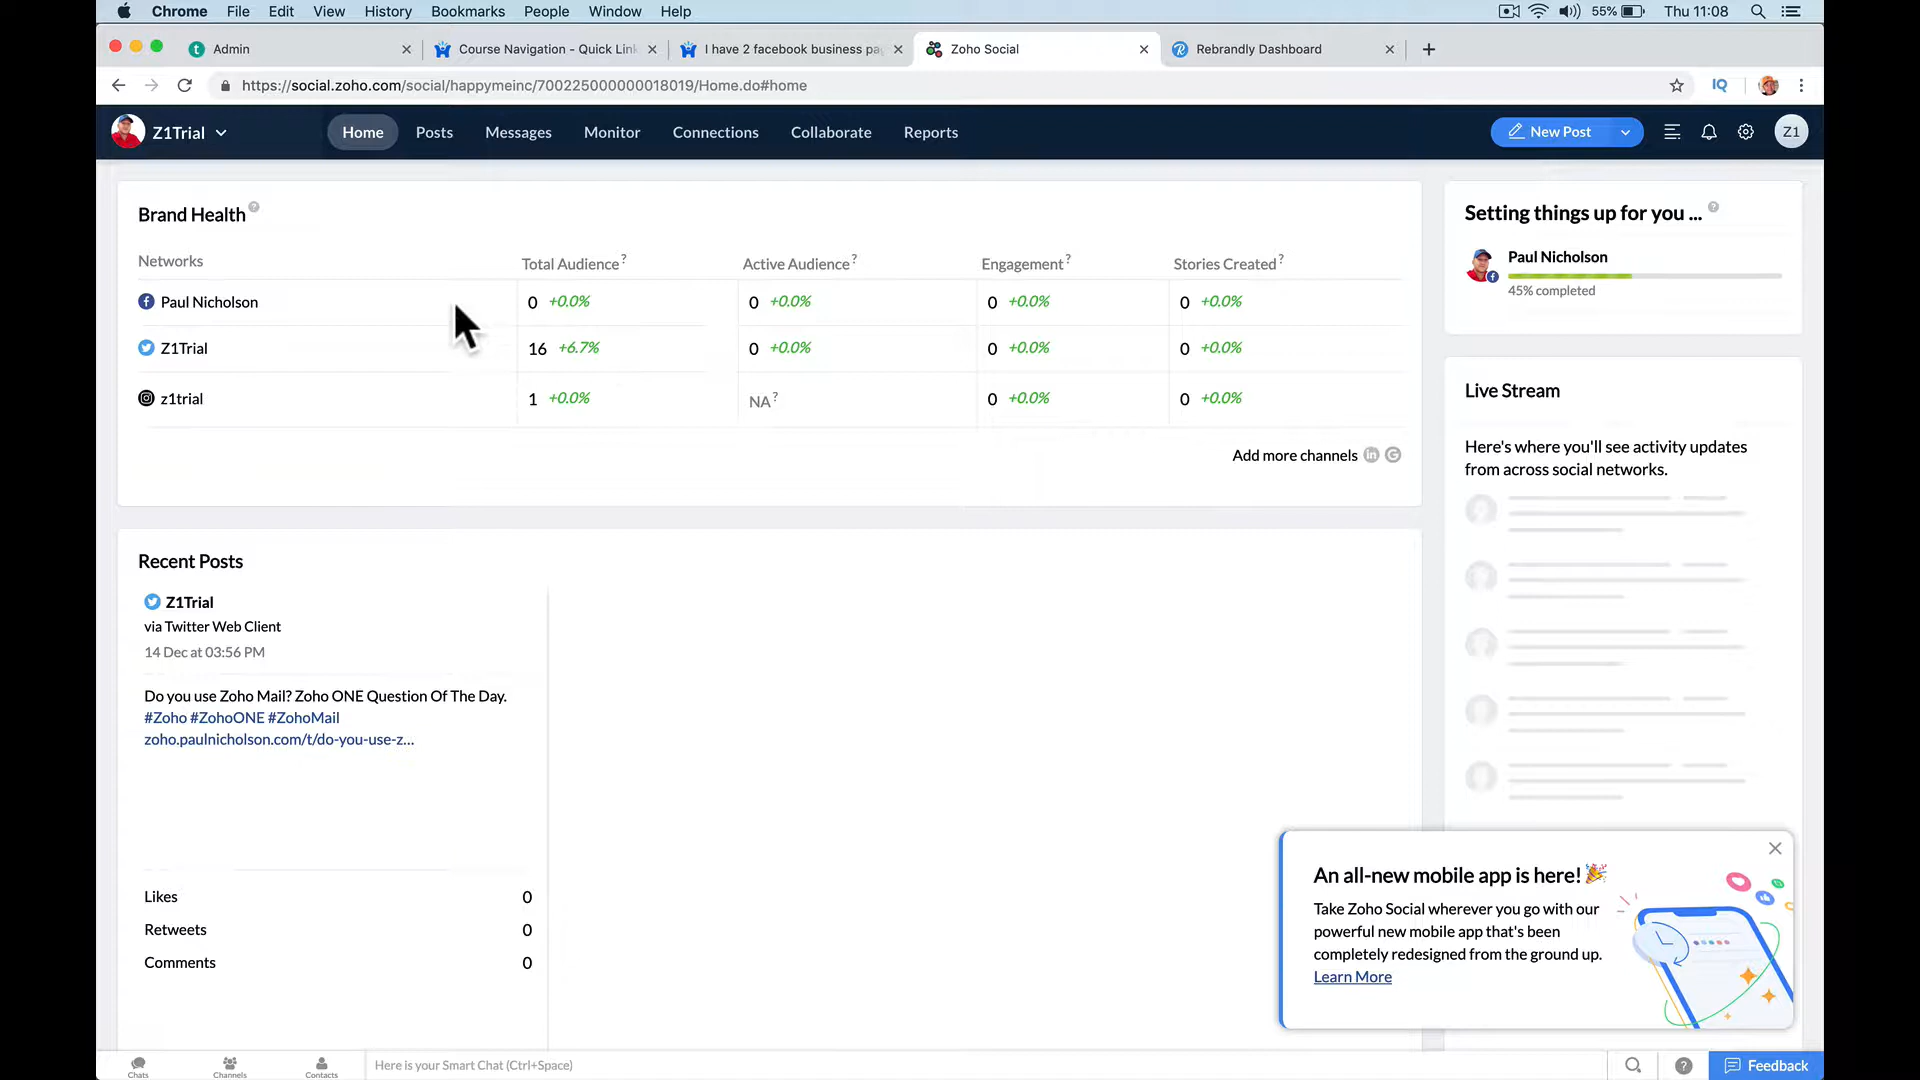 Chrome File Edit View History Bookmarks People Window Help 55% Thu 11:08
Admin Course Navigation - Quick Link I have 2 facebook business pa Zoho Social Rebrandly Dashboard
https://social.zoho.com/social/happymeinc/700225000000018019/Home.do#home IQ
Z1Trial Home Posts Messages Monitor Connections Collaborate Reports New Post Z1
Brand Health ?
Networks Total Audience ? Active Audience ? Engagement ? Stories Created ?
Paul Nicholson 0 +0.0% 0 +0.0% 0 +0.0% 0 +0.0%
Z1Trial 16 +6.7% 0 +0.0% 0 +0.0% 0 +0.0%
z1trial 1 +0.0% NA ? 0 +0.0% 0 +0.0%
Add more channels in G
Recent Posts
Z1Trial
via Twitter Web Client
14 Dec at 03:56 PM
Do you use Zoho Mail? Zoho ONE Question Of The Day.
#Zoho #ZohoONE #ZohoMail
zoho.paulnicholson.com/t/do-you-use-z...
Likes 0
Retweets 0
Comments 0
Setting things up for you ... ?
Paul Nicholson
45% completed
Live Stream
Here's where you'll see activity updates
from across social networks.
An all-new mobile app is here!
Take Zoho Social wherever you go with our
powerful new mobile app that's been
completely redesigned from the ground up.
Learn More
Chats Channels Contacts Here is your Smart Chat (Ctrl+Space) ? Feedback